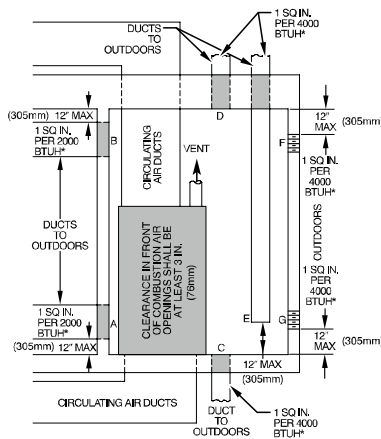 DUCTS
TO
OUTDOORS
1 SQ IN.
PER 4000
BTUH*
(305mm) 12" MAX
1 SQ IN.
PER 2000
BTUH*
B
D
CIRCULATING
AIR DUCTS
VENT
12"
MAX
(305mm)
F
1 SQ IN.
PER
4000
BTUH*
OUTDOORS
DUCTS
TO
OUTDOORS
CLEARANCE IN FRONT
OF COMBUSTION AIR
OPENINGS SHALL BE
AT LEAST 3 IN.
(76mm)
1 SQ IN.
PER 2000
BTUH*
A
(305mm) 12" MAX
1 SQ IN.
PER
4000
BTUH*
E
G
C
12"
MAX
(305mm)
12" MAX
(305mm)
CIRCULATING AIR DUCTS
DUCT
TO
OUTDOORS
1 SQ IN.
PER 4000
BTUH*